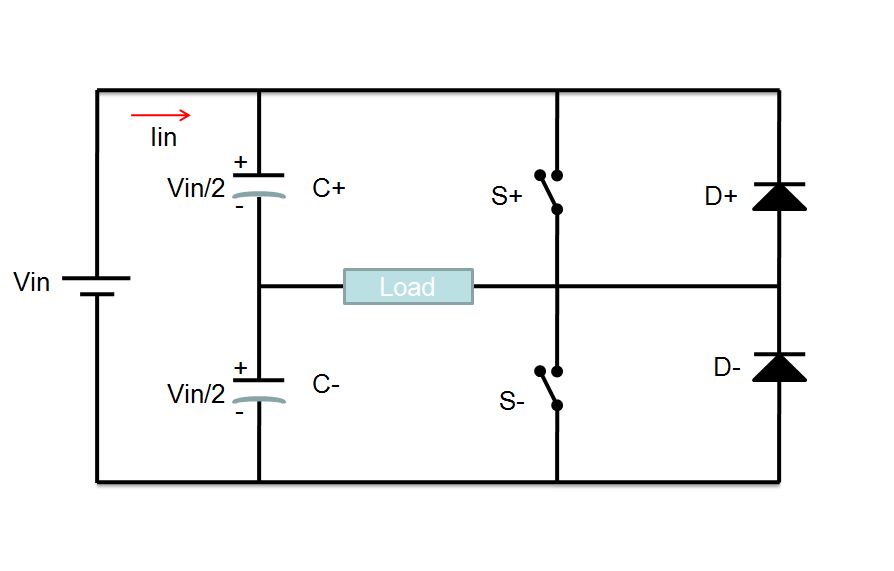 Iin
+
Vin/2
-
C+
S+
D+
Vin
Load
+
Vin/2
-
C-
S-
D-